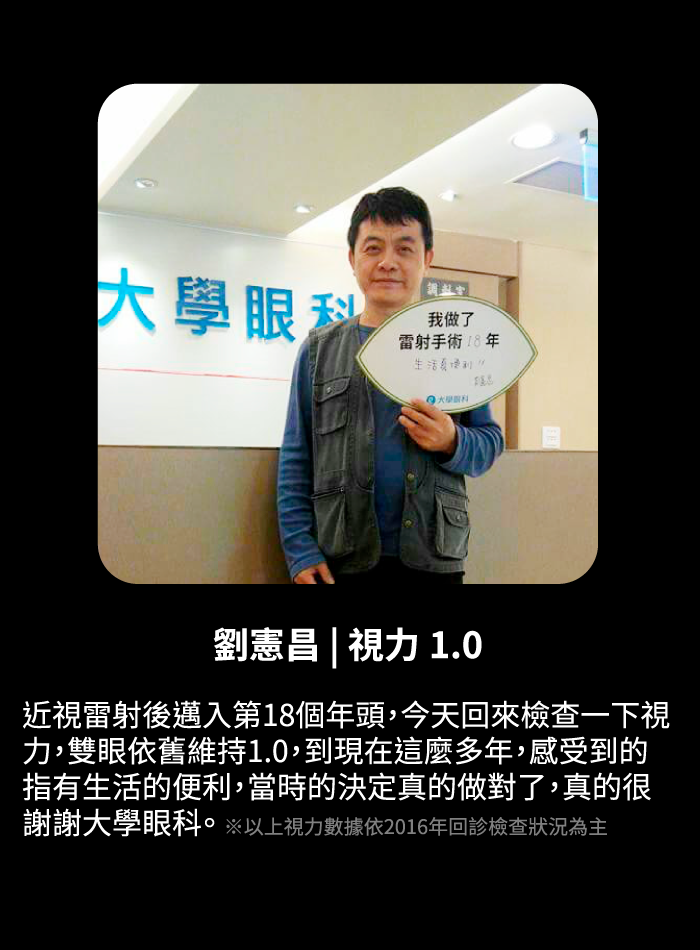 大學眼科
我做了
雷射手術 18 年
生活更便利!!
大學眼科
劉憲昌 | 視力 1.0
近視雷射後邁入第18個年頭，今天回來檢查一下視
力，雙眼依舊維持1.0，到現在這麼多年，感受到的
指有生活的便利，當時的決定真的做對了，真的很
謝謝大學眼科。 ※以上視力數據依2016年回診檢查狀況為主